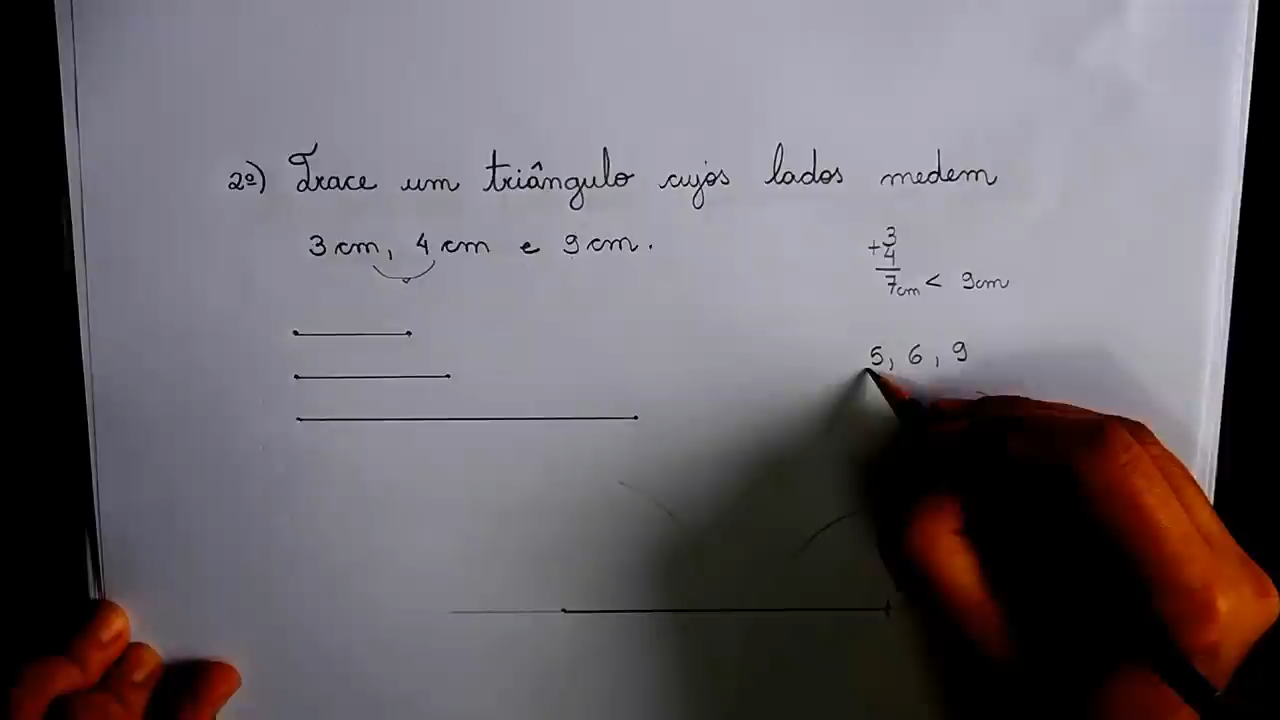 2º) Trace um triângulo cujos lados medem
3 cm, 4 cm e 9 cm.
3
+4
7cm < 9cm
5, 6, 9